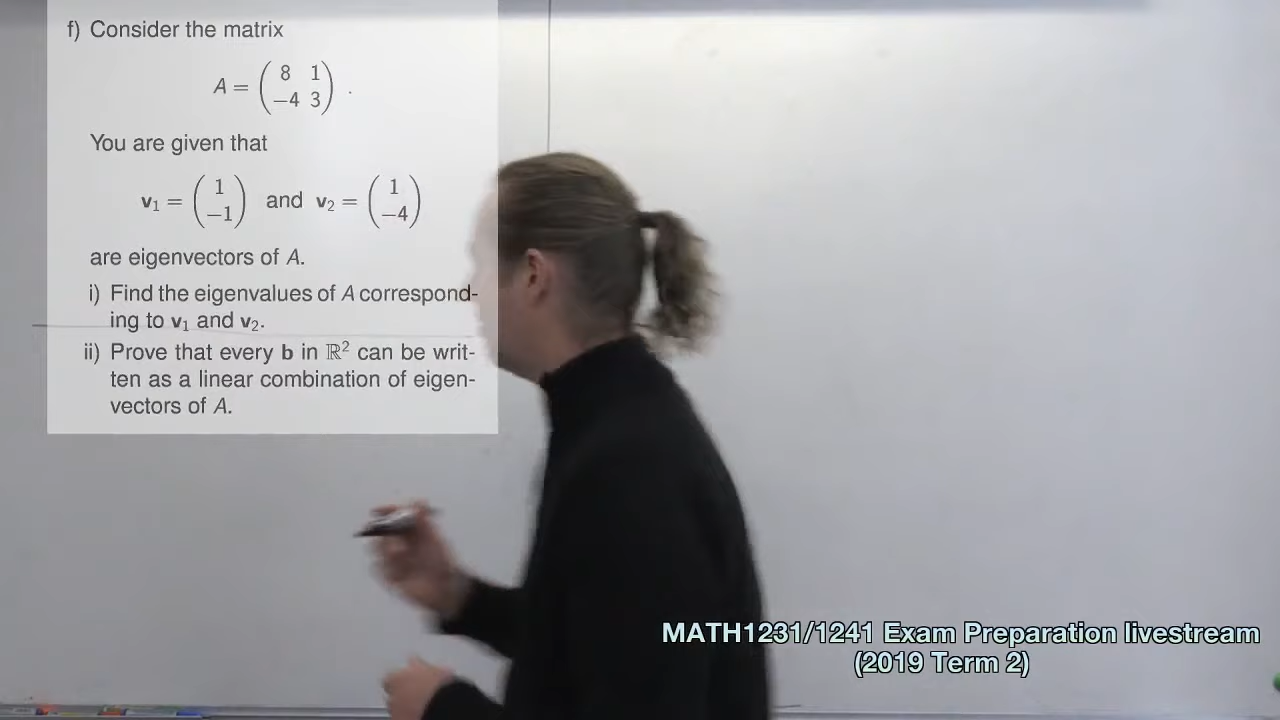 f) Consider the matrix
A = ( 8 1
−4 3 ) .
You are given that
v₁ = ( 1
−1 ) and v₂ = ( 1
−4 )
are eigenvectors of A.
i) Find the eigenvalues of A correspond-
ing to v₁ and v₂.
ii) Prove that every b in ℝ² can be writ-
ten as a linear combination of eigen-
vectors of A.
MATH1231/1241 Exam Preparation livestream
(2019 Term 2)